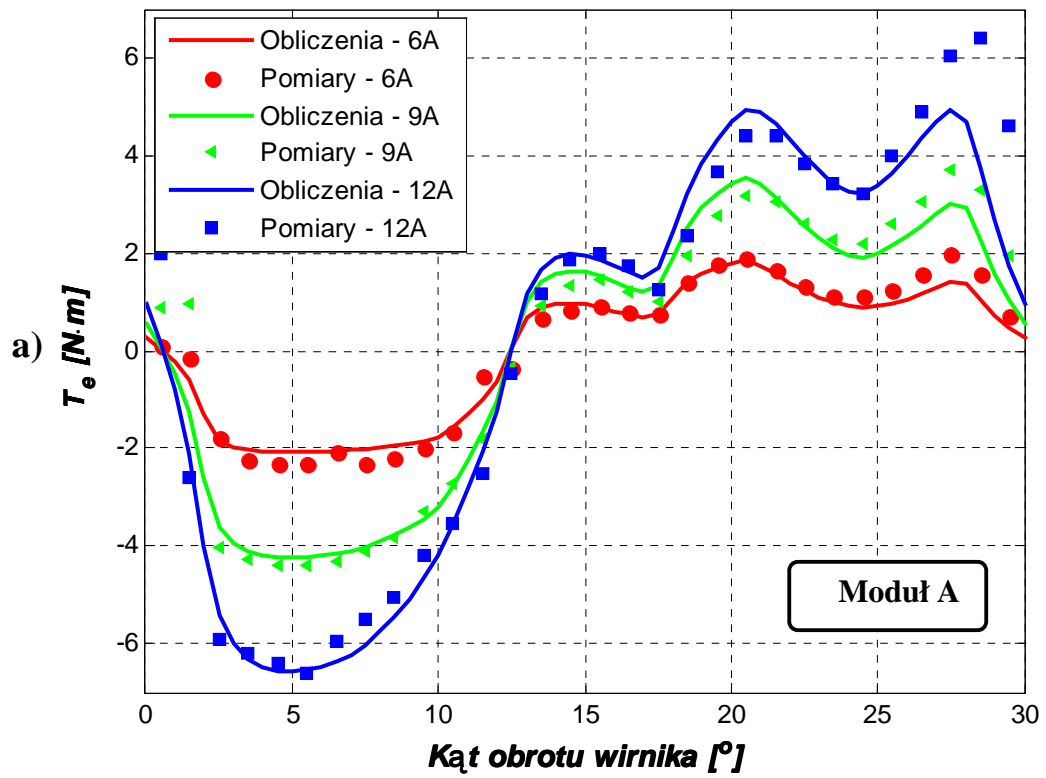 Obliczenia - 6A
Pomiary - 6A
Obliczenia - 9A
Pomiary - 9A
Obliczenia - 12A
Pomiary - 12A
6
4
2
0
-2
-4
-6
a)
T e [N·m]
Moduł A
0 5 10 15 20 25 30
Kąt obrotu wirnika [o]